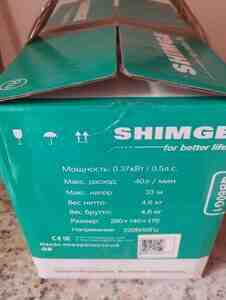 SHIMGE
for better life
Мощность: 0.37кВт / 0.5л.с.
Макс. расход: 40л / мин
Макс. напор: 33 м
Вес нетто: 4,6 кг
Вес брутто: 4,8 кг
Размер: 260×140×170
Напряжение: 220В/50Гц